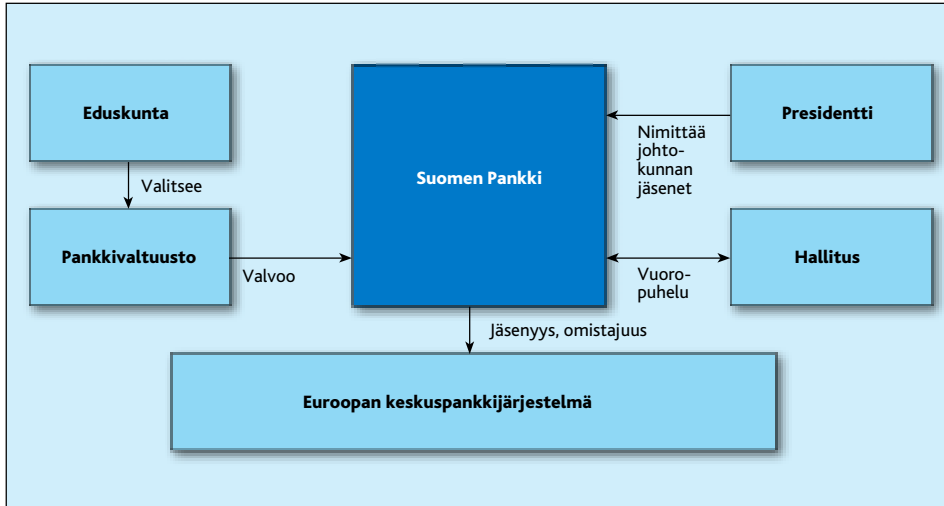 Eduskunta
Valitsee
Pankkivaltuusto
Valvoo
Suomen Pankki
Presidentti
Nimittää
johto-
kunnan
jäsenet
Hallitus
Vuoro-
puhelu
Jäsenyys, omistajuus
Euroopan keskuspankkijärjestelmä